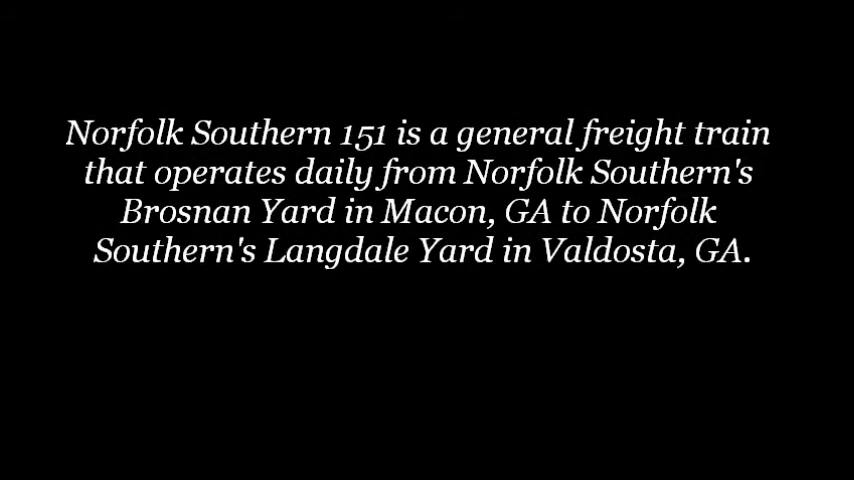 Norfolk Southern 151 is a general freight train
that operates daily from Norfolk Southern's
Brosnan Yard in Macon, GA to Norfolk
Southern's Langdale Yard in Valdosta, GA.